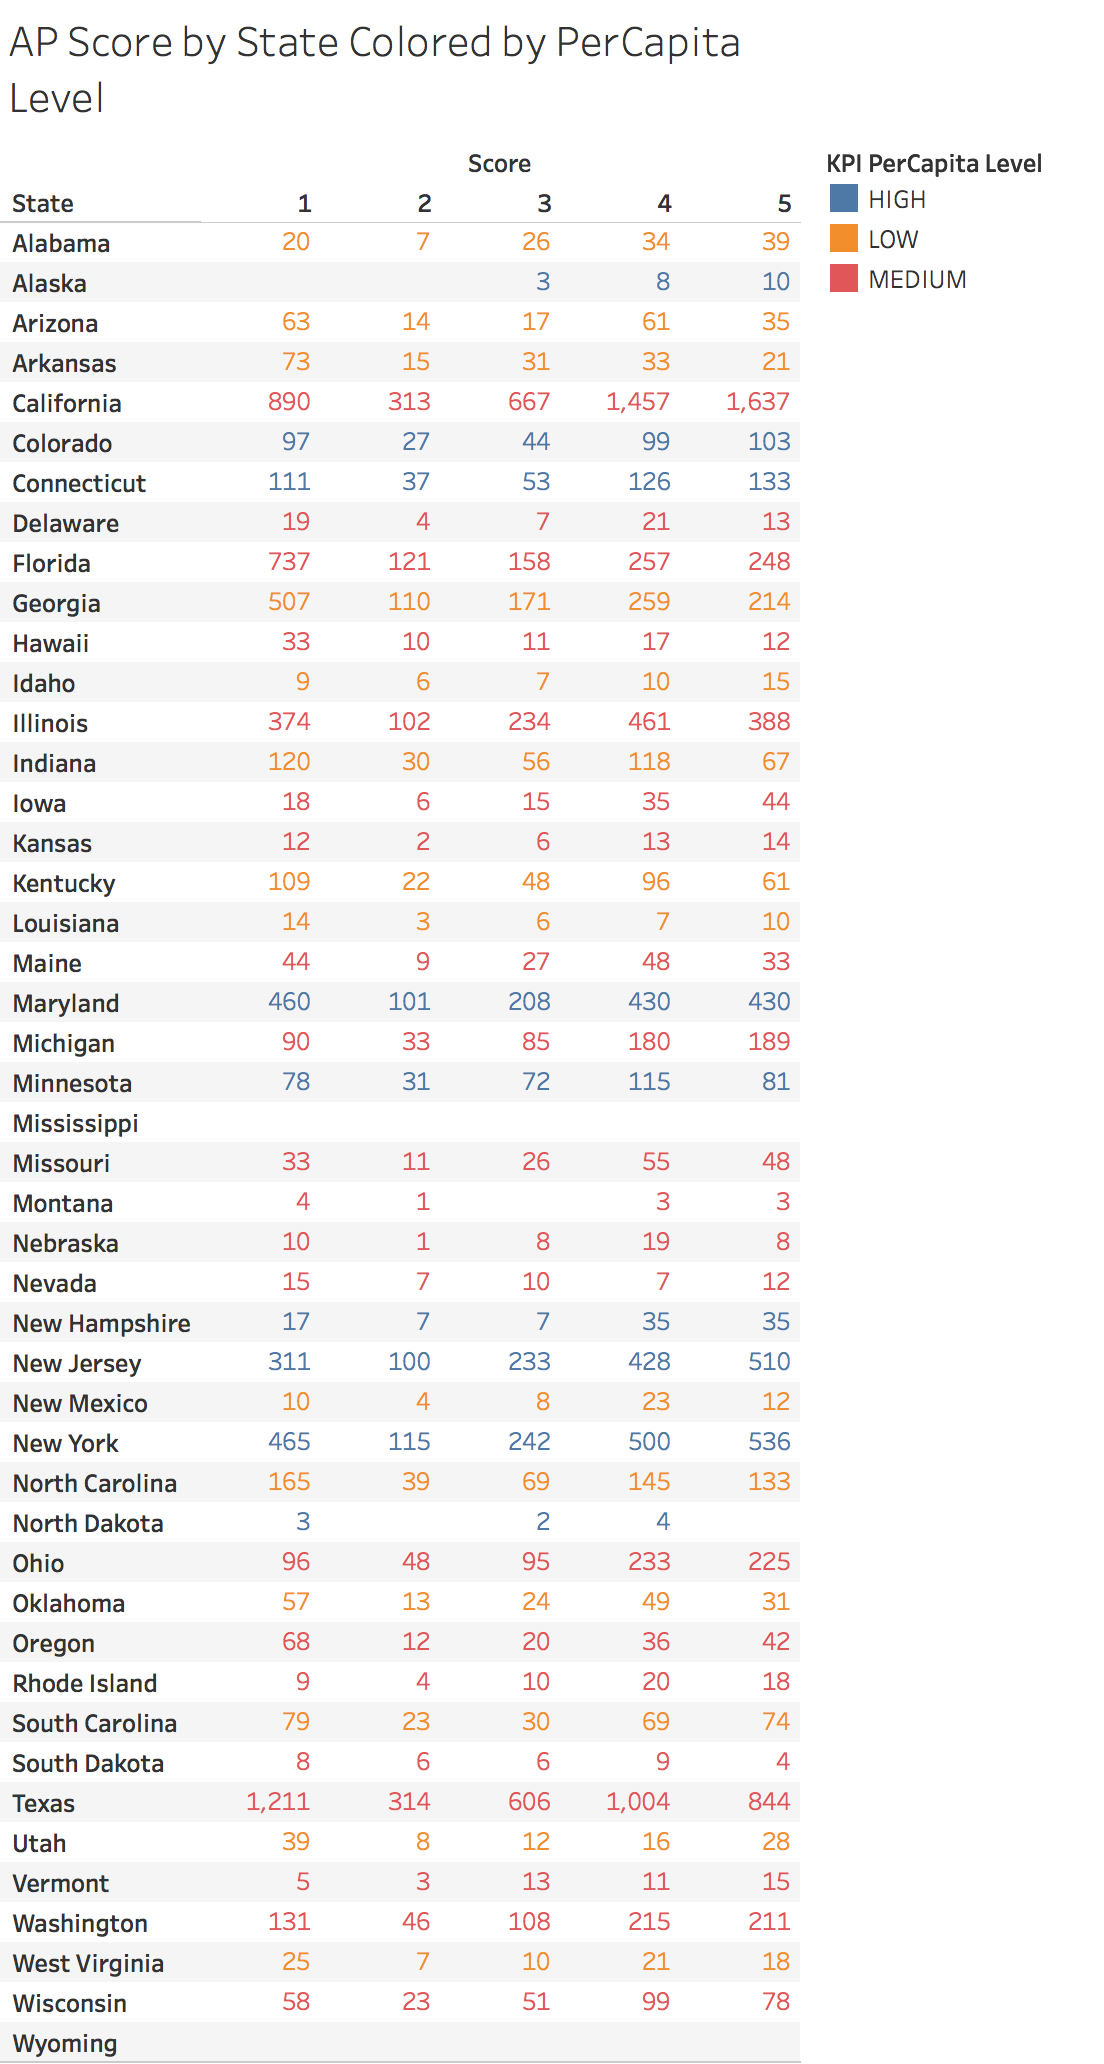 AP Score by State Colored by PerCapita
Level
Score
KPI PerCapita Level
State 1 2 3 4 5
HIGH
LOW
MEDIUM
Alabama 20 7 26 34 39
Alaska 3 8 10
Arizona 63 14 17 61 35
Arkansas 73 15 31 33 21
California 890 313 667 1,457 1,637
Colorado 97 27 44 99 103
Connecticut 111 37 53 126 133
Delaware 19 4 7 21 13
Florida 737 121 158 257 248
Georgia 507 110 171 259 214
Hawaii 33 10 11 17 12
Idaho 9 6 7 10 15
Illinois 374 102 234 461 388
Indiana 120 30 56 118 67
Iowa 18 6 15 35 44
Kansas 12 2 6 13 14
Kentucky 109 22 48 96 61
Louisiana 14 3 6 7 10
Maine 44 9 27 48 33
Maryland 460 101 208 430 430
Michigan 90 33 85 180 189
Minnesota 78 31 72 115 81
Mississippi
Missouri 33 11 26 55 48
Montana 4 1 3 3
Nebraska 10 1 8 19 8
Nevada 15 7 10 7 12
New Hampshire 17 7 7 35 35
New Jersey 311 100 233 428 510
New Mexico 10 4 8 23 12
New York 465 115 242 500 536
North Carolina 165 39 69 145 133
North Dakota 3 2 4
Ohio 96 48 95 233 225
Oklahoma 57 13 24 49 31
Oregon 68 12 20 36 42
Rhode Island 9 4 10 20 18
South Carolina 79 23 30 69 74
South Dakota 8 6 6 9 4
Texas 1,211 314 606 1,004 844
Utah 39 8 12 16 28
Vermont 5 3 13 11 15
Washington 131 46 108 215 211
West Virginia 25 7 10 21 18
Wisconsin 58 23 51 99 78
Wyoming